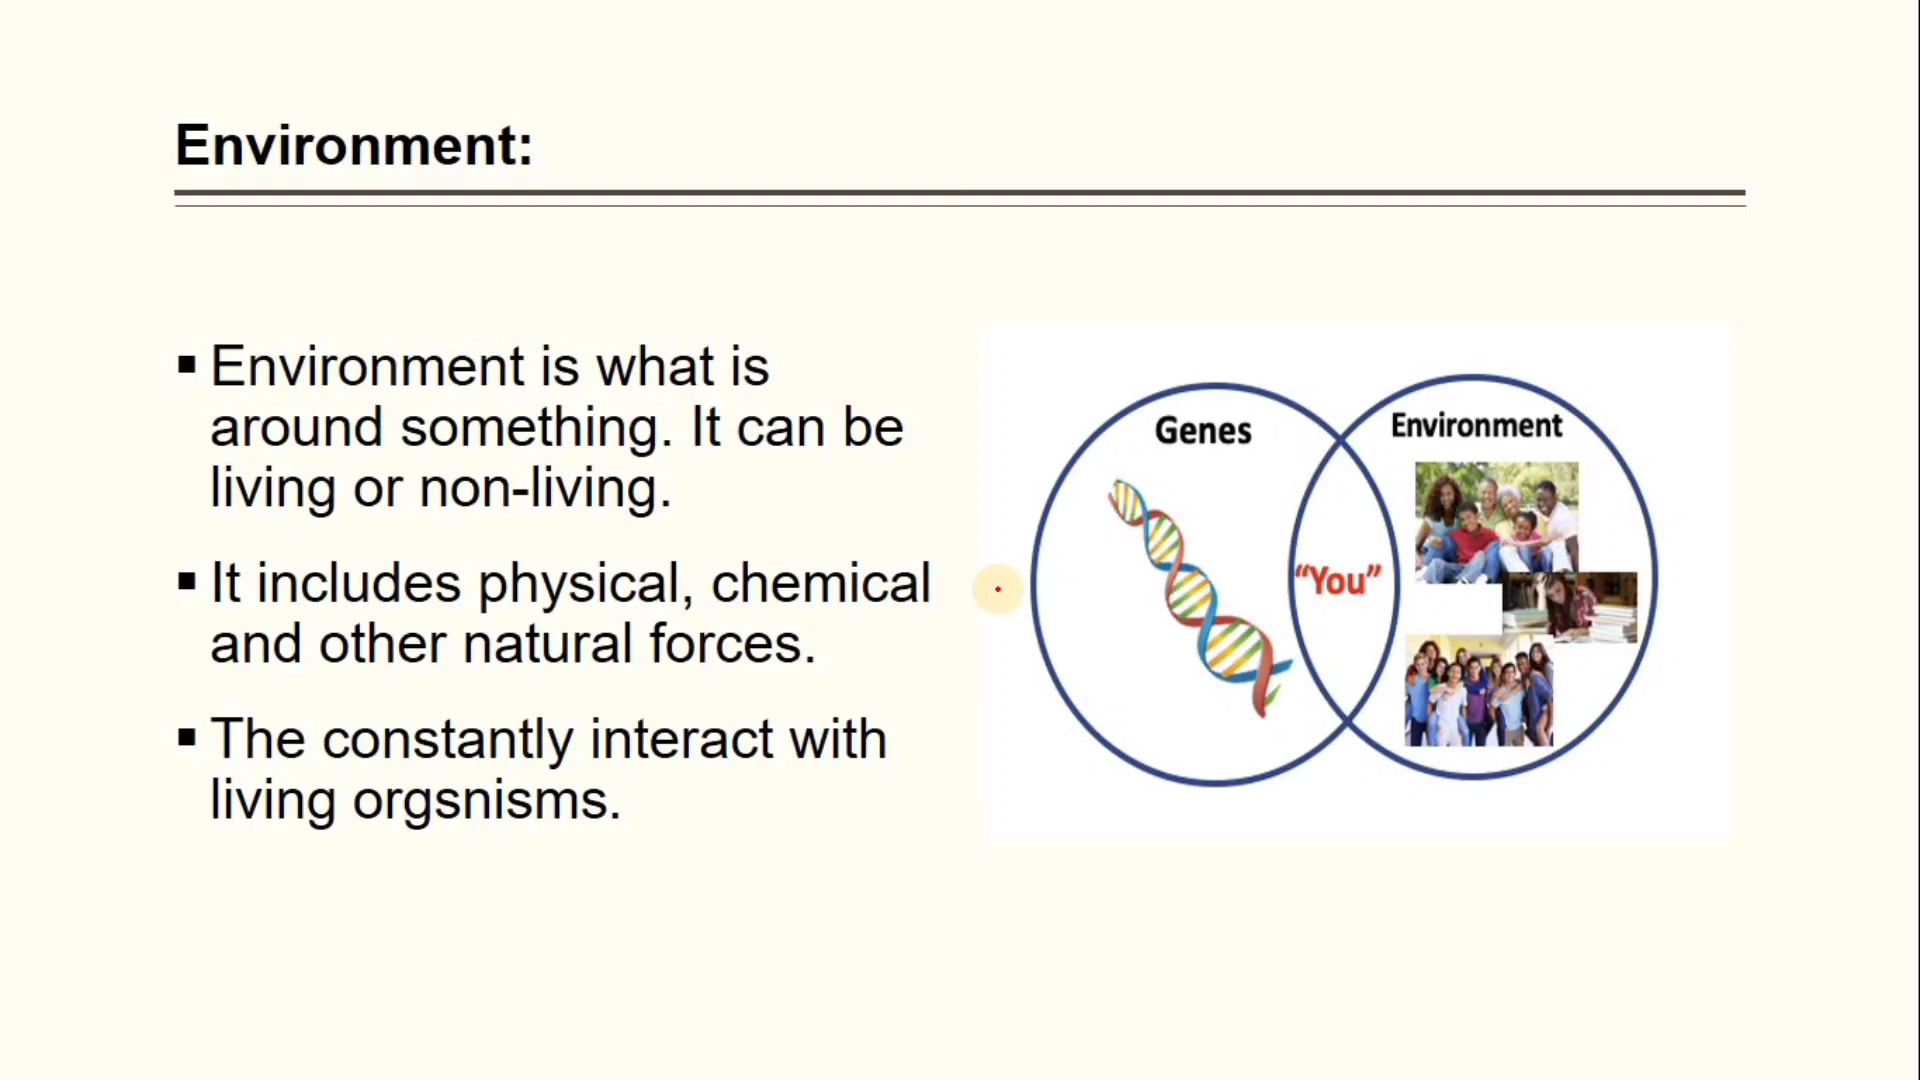 Environment:
▪ Environment is what is
around something. It can be
living or non-living.
▪ It includes physical, chemical
and other natural forces.
▪ The constantly interact with
living orgsnisms.
Genes
Environment
“You”